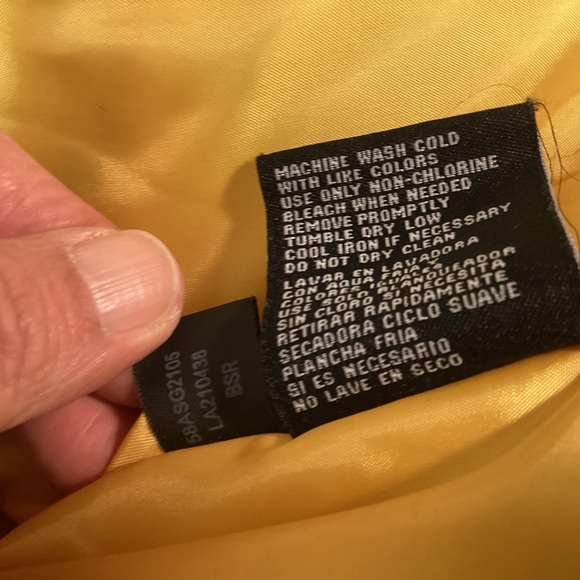 MACHINE WASH COLD
WITH LIKE COLORS
USE ONLY NON-CHLORINE
BLEACH WHEN NEEDED
REMOVE PROMPTLY
TUMBLE DRY LOW
COOL IRON IF NECESSARY
DO NOT DRY CLEAN
LAVAR EN LAVADORA
CON AQUA FRIA Y
COLORES
USE SOLO BLANQUEADOR
SIN CLORO SI NECESITA
RETIRAR RAPIDAMENTE
SECADORA CICLO SUAVE
PLANCHA FRIA
SI ES NECESARIO
NO LAVE EN SECO
58ASG2105
LA210438
BSR